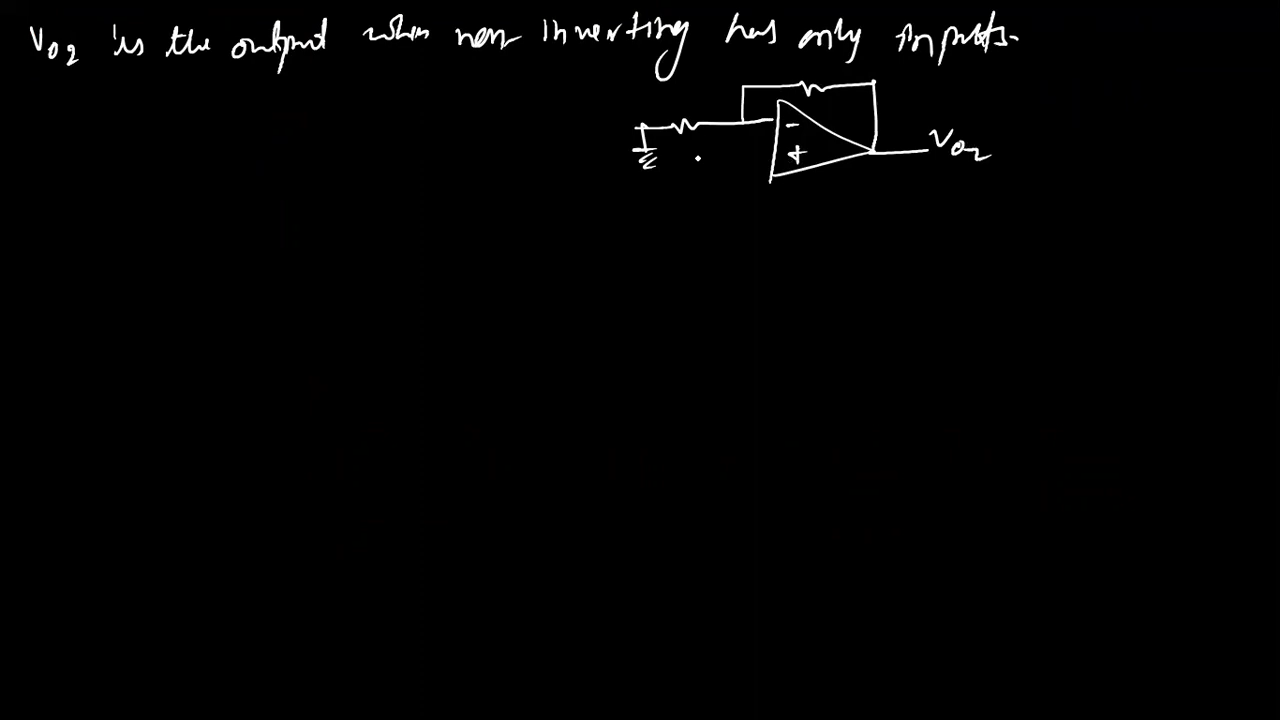 V02 is the output when non inverting has only inputs.
-
+
V02